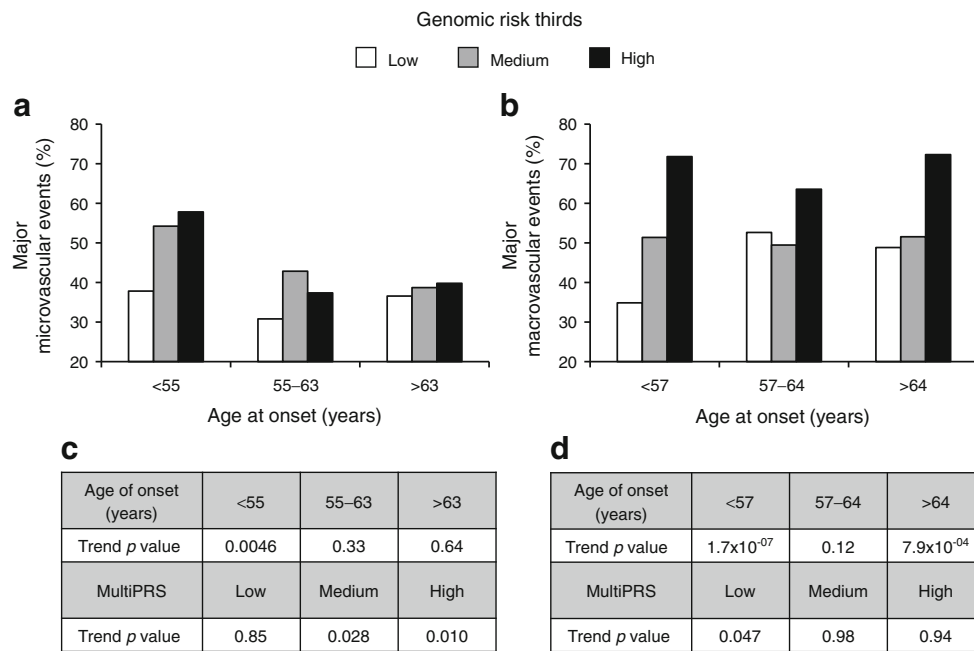 Genomic risk thirds
Low Medium High
a
80
70
60
50
40
30
20
Major
microvascular events (%)
<55 55–63 >63
Age at onset (years)
b
80
70
60
50
40
30
20
Major
macrovascular events (%)
<57 57–64 >64
Age at onset (years)
c
Age of onset
(years) <55 55–63 >63
Trend p value 0.0046 0.33 0.64
MultiPRS Low Medium High
Trend p value 0.85 0.028 0.010
d
Age of onset
(years) <57 57–64 >64
Trend p value 1.7x10⁻⁰⁷ 0.12 7.9x10⁻⁰⁴
MultiPRS Low Medium High
Trend p value 0.047 0.98 0.94